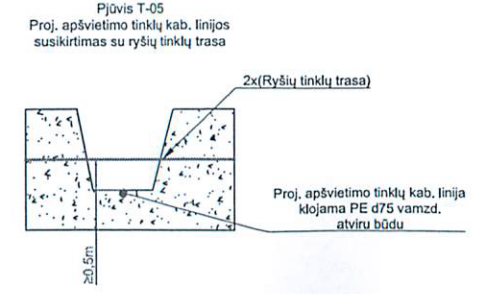 Pjūvis T-05
Proj. apšvietimo tinklų kab. linijos
susikirtimas su ryšių tinklų trasa
2x(Ryšių tinklų trasa)
Proj. apšvietimo tinklų kab. linija
klojama PE d75 vamzd.
atviru būdu
≥0,5m